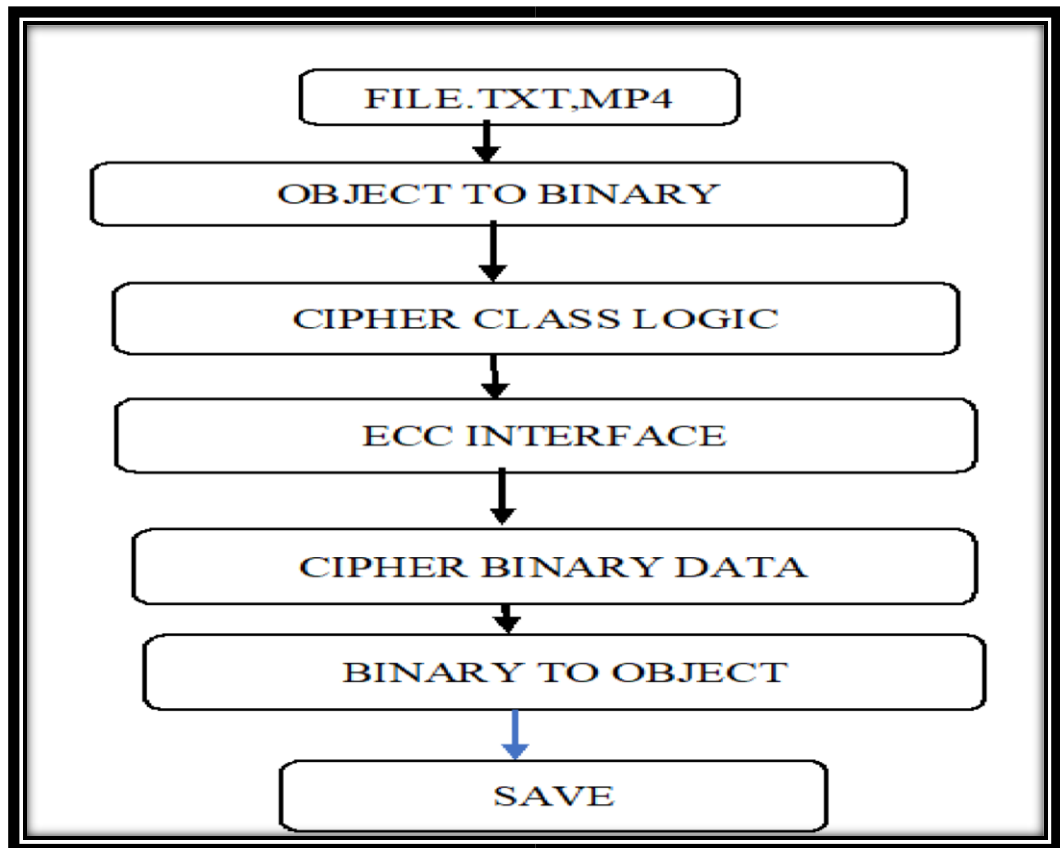 FILE.TXT,MP4
OBJECT TO BINARY
CIPHER CLASS LOGIC
ECC INTERFACE
CIPHER BINARY DATA
BINARY TO OBJECT
SAVE